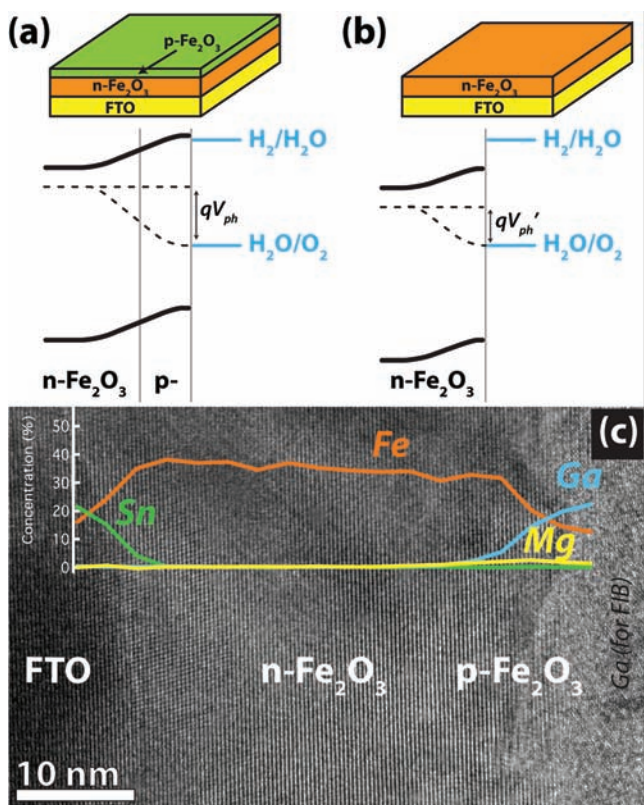 (a)
p-Fe₂O₃
n-Fe₂O₃
FTO
H₂/H₂O
qVph
H₂O/O₂
n-Fe₂O₃ p-
(b)
n-Fe₂O₃
FTO
H₂/H₂O
qVph′
H₂O/O₂
n-Fe₂O₃
(c)
Concentration (%)
50
40
30
20
10
0
Fe
Ga
Sn
Mg
Ga (for FIB)
FTO n-Fe₂O₃ p-Fe₂O₃
10 nm